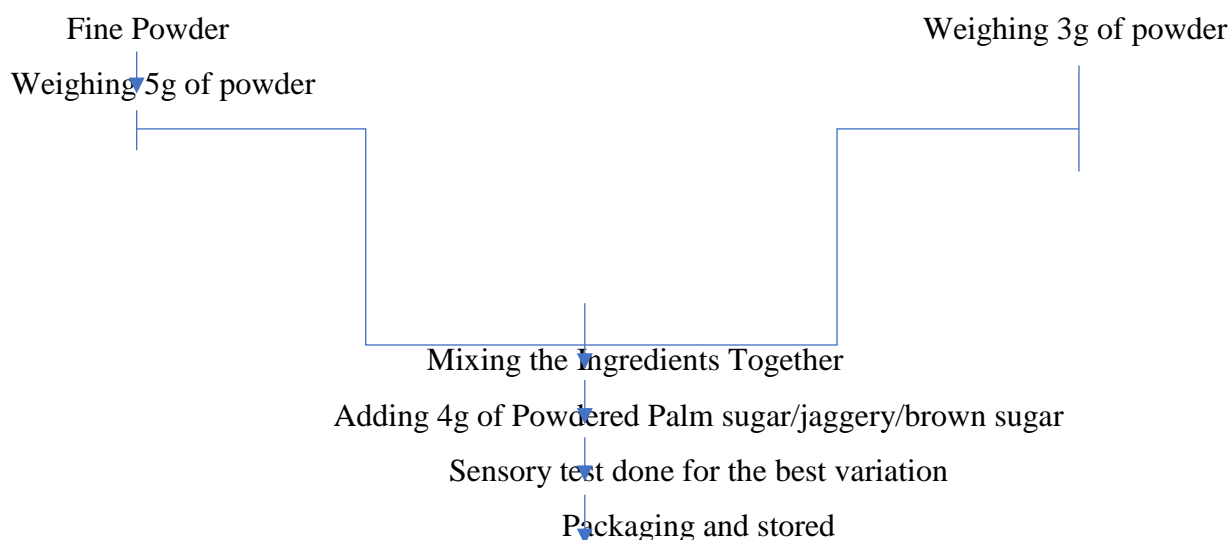 Fine Powder
Weighing 3g of powder
Weighing 5g of powder
Mixing the Ingredients Together
Adding 4g of Powdered Palm sugar/jaggery/brown sugar
Sensory test done for the best variation
Packaging and stored